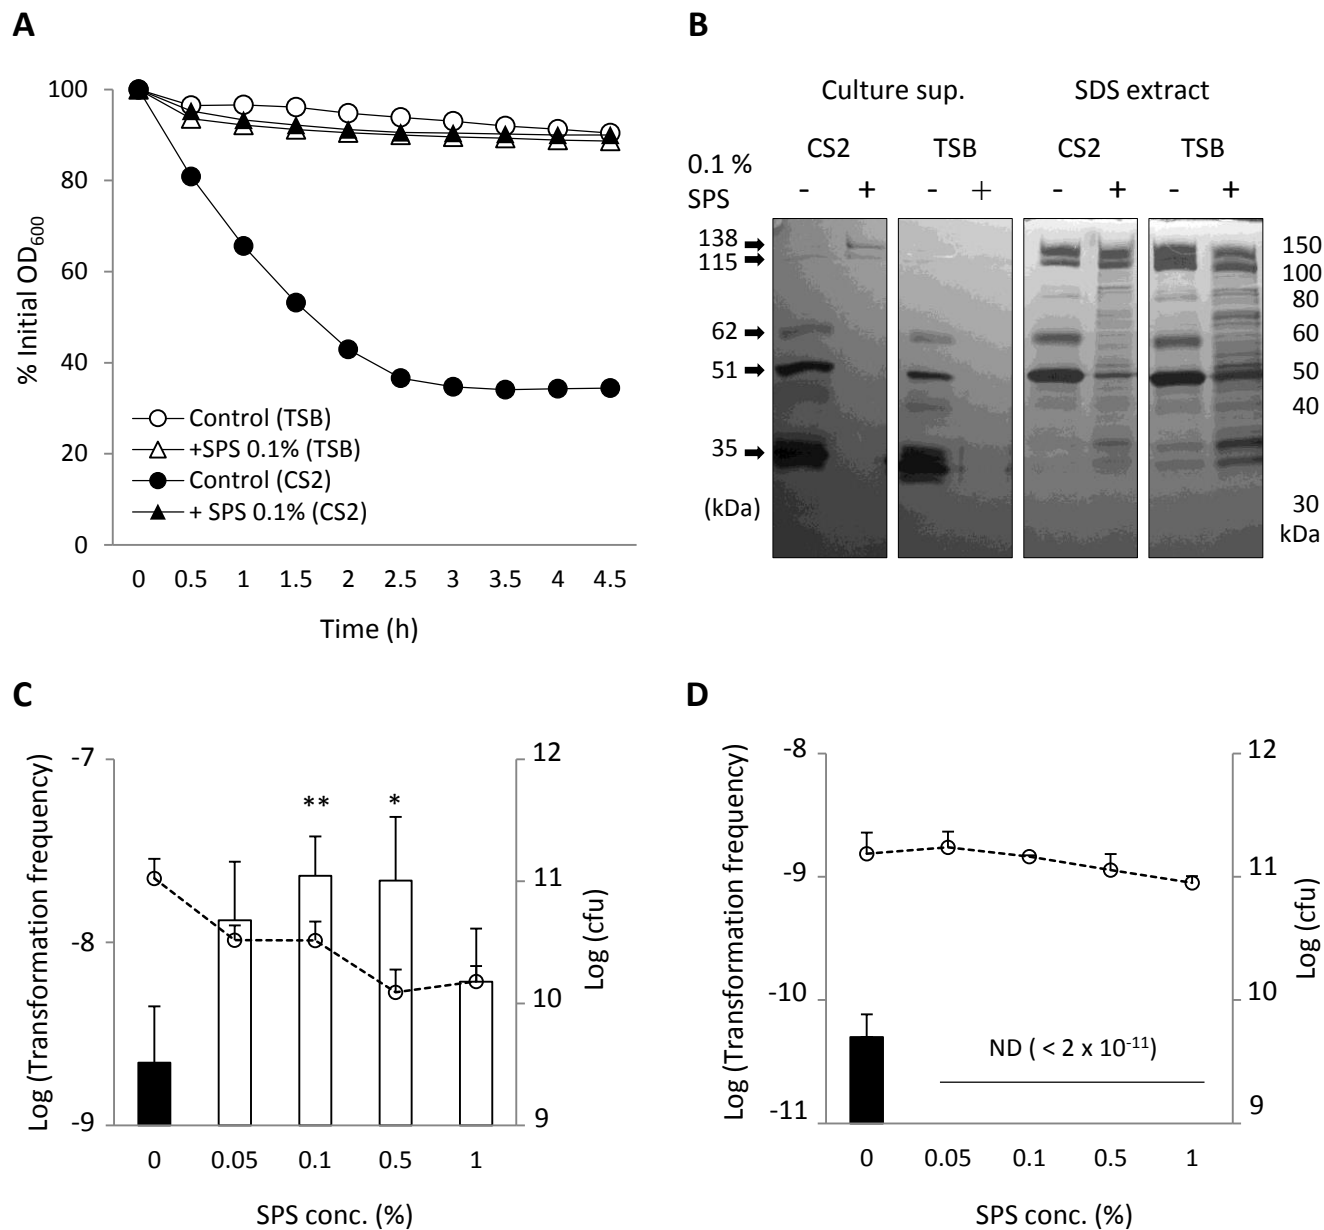 A
100
80
60
40
20
0
% Initial OD600
Control (TSB)
+SPS 0.1% (TSB)
Control (CS2)
+ SPS 0.1% (CS2)
0 0.5 1 1.5 2 2.5 3 3.5 4 4.5
Time (h)
B
Culture sup. SDS extract
CS2 TSB CS2 TSB
0.1 %
SPS - + - + - + - +
138
115
62
51
35
(kDa)
150
100
80
60
50
40
30
kDa
C
-7
-8
-9
Log (Transformation frequency)
** *
12
11
10
9
Log (cfu)
0 0.05 0.1 0.5 1
SPS conc. (%)
D
-8
-9
-10
-11
Log (Transformation frequency)
ND ( < 2 x 10-11)
12
11
10
9
Log (cfu)
0 0.05 0.1 0.5 1
SPS conc. (%)